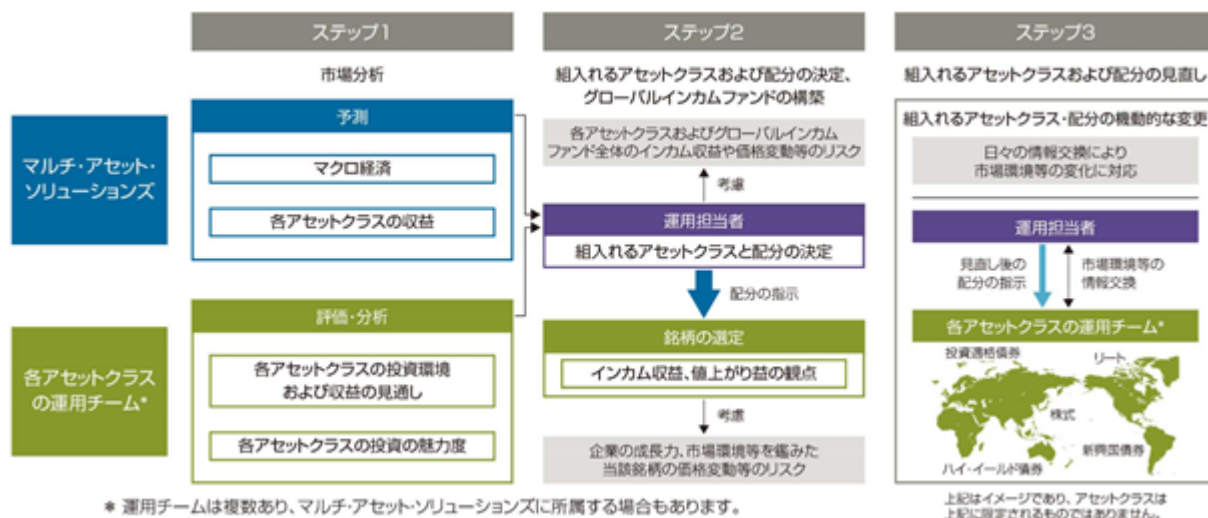 ステップ1
ステップ2
ステップ3
市場分析
組入れるアセットクラスおよび配分の決定、
グローバルインカムファンドの構築
組入れるアセットクラスおよび配分の見直し
マルチ・アセット・
ソリューションズ
予測
マクロ経済
各アセットクラスの収益
各アセットクラス
の運用チーム*
評価・分析
各アセットクラスの投資環境
および収益の見通し
各アセットクラスの投資の魅力度
各アセットクラスおよびグローバルインカム
ファンド全体のインカム収益や価格変動等のリスク
考慮
運用担当者
組入れるアセットクラスと配分の決定
配分の指示
銘柄の選定
インカム収益、値上がり益の観点
考慮
企業の成長力、市場環境等を鑑みた
当該銘柄の価格変動等のリスク
組入れるアセットクラス・配分の機動的な変更
日々の情報交換により
市場環境等の変化に対応
運用担当者
見直し後の
配分の指示
市場環境等の
情報交換
各アセットクラスの運用チーム*
投資適格債券
リート
株式
新興国債券
ハイ・イールド債券
上記はイメージであり、アセットクラスは
上記に限定されるものではありません。
* 運用チームは複数あり、マルチ・アセット・ソリューションズに所属する場合もあります。